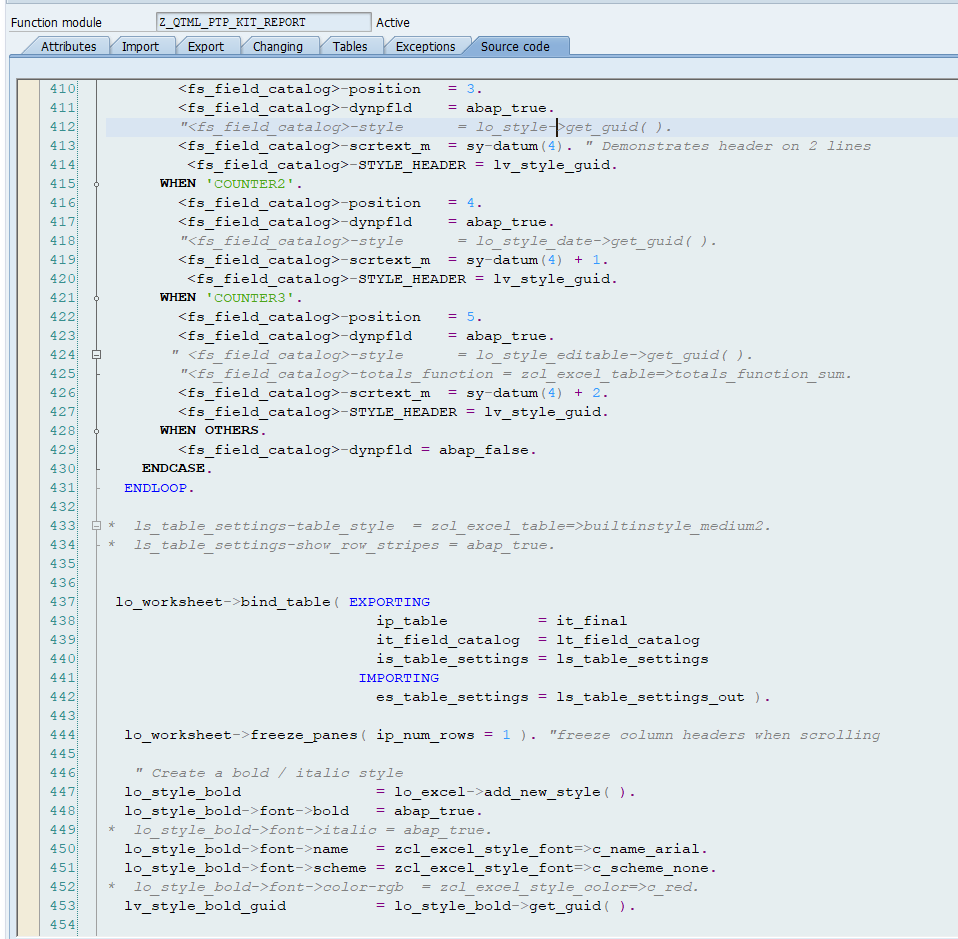 Function module Z_QTML_PTP_KIT_REPORT Active
Attributes Import Export Changing Tables Exceptions Source code
410 <fs_field_catalog>-position = 3.
411 <fs_field_catalog>-dynpfld = abap_true.
412 "<fs_field_catalog>-style = lo_style->get_guid( ).
413 <fs_field_catalog>-scrtext_m = sy-datum(4). " Demonstrates header on 2 lines
414 <fs_field_catalog>-STYLE_HEADER = lv_style_guid.
415 WHEN 'COUNTER2'.
416 <fs_field_catalog>-position = 4.
417 <fs_field_catalog>-dynpfld = abap_true.
418 "<fs_field_catalog>-style = lo_style_date->get_guid( ).
419 <fs_field_catalog>-scrtext_m = sy-datum(4) + 1.
420 <fs_field_catalog>-STYLE_HEADER = lv_style_guid.
421 WHEN 'COUNTER3'.
422 <fs_field_catalog>-position = 5.
423 <fs_field_catalog>-dynpfld = abap_true.
424 " <fs_field_catalog>-style = lo_style_editable->get_guid( ).
425 "<fs_field_catalog>-totals_function = zcl_excel_table=>totals_function_sum.
426 <fs_field_catalog>-scrtext_m = sy-datum(4) + 2.
427 <fs_field_catalog>-STYLE_HEADER = lv_style_guid.
428 WHEN OTHERS.
429 <fs_field_catalog>-dynpfld = abap_false.
430 ENDCASE.
431 ENDLOOP.
432
433 * ls_table_settings-table_style = zcl_excel_table=>builtinstyle_medium2.
434 * ls_table_settings-show_row_stripes = abap_true.
435
436
437 lo_worksheet->bind_table( EXPORTING
438 ip_table = it_final
439 it_field_catalog = lt_field_catalog
440 is_table_settings = ls_table_settings
441 IMPORTING
442 es_table_settings = ls_table_settings_out ).
443
444 lo_worksheet->freeze_panes( ip_num_rows = 1 ). "freeze column headers when scrolling
445
446 " Create a bold / italic style
447 lo_style_bold = lo_excel->add_new_style( ).
448 lo_style_bold->font->bold = abap_true.
449 * lo_style_bold->font->italic = abap_true.
450 lo_style_bold->font->name = zcl_excel_style_font=>c_name_arial.
451 lo_style_bold->font->scheme = zcl_excel_style_font=>c_scheme_none.
452 * lo_style_bold->font->color-rgb = zcl_excel_style_color=>c_red.
453 lv_style_bold_guid = lo_style_bold->get_guid( ).
454